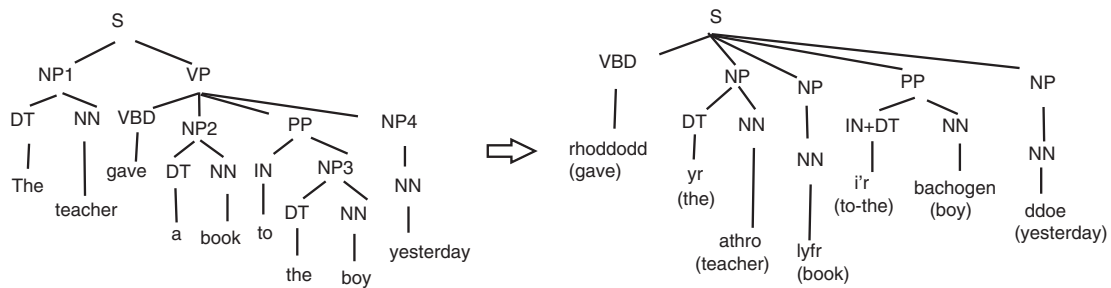 S
S
NP1 VP
VBD NP NP PP NP
DT NN VBD NP2 PP NP4
DT NN NN IN+DT NN NN
The teacher gave DT NN IN NP3 NN
rhoddodd
(gave)
yr
(the)
i'r
(to-the)
bachogen
(boy)
ddoe
(yesterday)
a book to DT NN yesterday
athro
(teacher)
lyfr
(book)
the boy